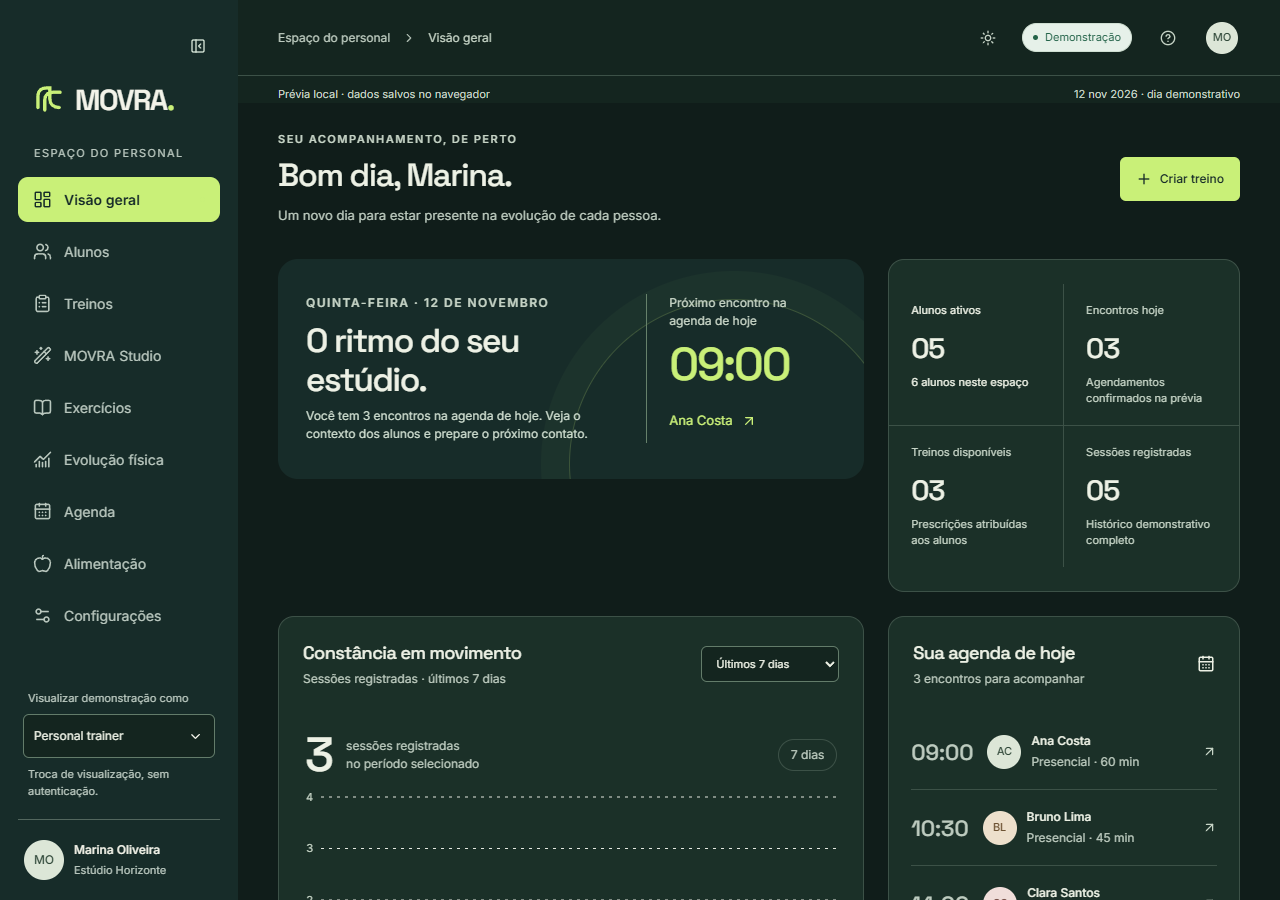 MOVRA.
ESPAÇO DO PERSONAL
Visão geral
Alunos
Treinos
MOVRA Studio
Exercícios
Evolução física
Agenda
Alimentação
Configurações
Visualizar demonstração como
Personal trainer
Troca de visualização, sem
autenticação.
MO
Marina Oliveira
Estúdio Horizonte
Espaço do personal
Visão geral
Demonstração
MO
Prévia local · dados salvos no navegador
12 nov 2026 · dia demonstrativo
SEU ACOMPANHAMENTO, DE PERTO
Bom dia, Marina.
Um novo dia para estar presente na evolução de cada pessoa.
Criar treino
QUINTA-FEIRA · 12 DE NOVEMBRO
O ritmo do seu
estúdio.
Você tem 3 encontros na agenda de hoje. Veja o
contexto dos alunos e prepare o próximo contato.
Próximo encontro na
agenda de hoje
09:00
Ana Costa
Alunos ativos
05
6 alunos neste espaço
Encontros hoje
03
Agendamentos
confirmados na prévia
Treinos disponíveis
03
Prescrições atribuídas
aos alunos
Sessões registradas
05
Histórico demonstrativo
completo
Constância em movimento
Sessões registradas · últimos 7 dias
Últimos 7 dias
3
sessões registradas
no período selecionado
7 dias
4
3
Sua agenda de hoje
3 encontros para acompanhar
09:00
AC
Ana Costa
Presencial · 60 min
10:30
BL
Bruno Lima
Presencial · 45 min
Clara Santos